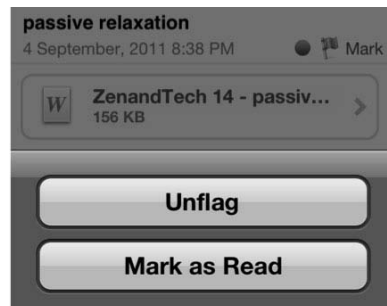 passive relaxation
4 September, 2011 8:38 PM Mark
W ZenandTech 14 - passiv...
156 KB
Unflag
Mark as Read